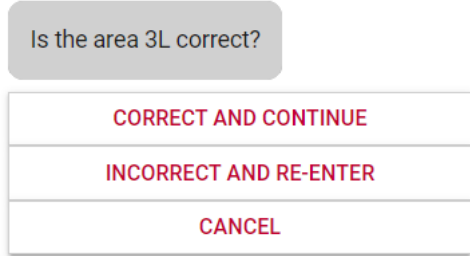 Is the area 3L correct?
CORRECT AND CONTINUE
INCORRECT AND RE-ENTER
CANCEL